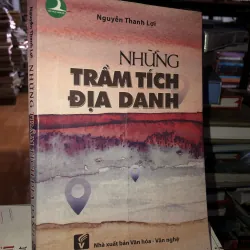 Nguyễn Thanh Lợi
NHỮNG
TRẦM TÍCH
ĐỊA DANH
Nhà xuất bản Văn hóa - Văn nghệ